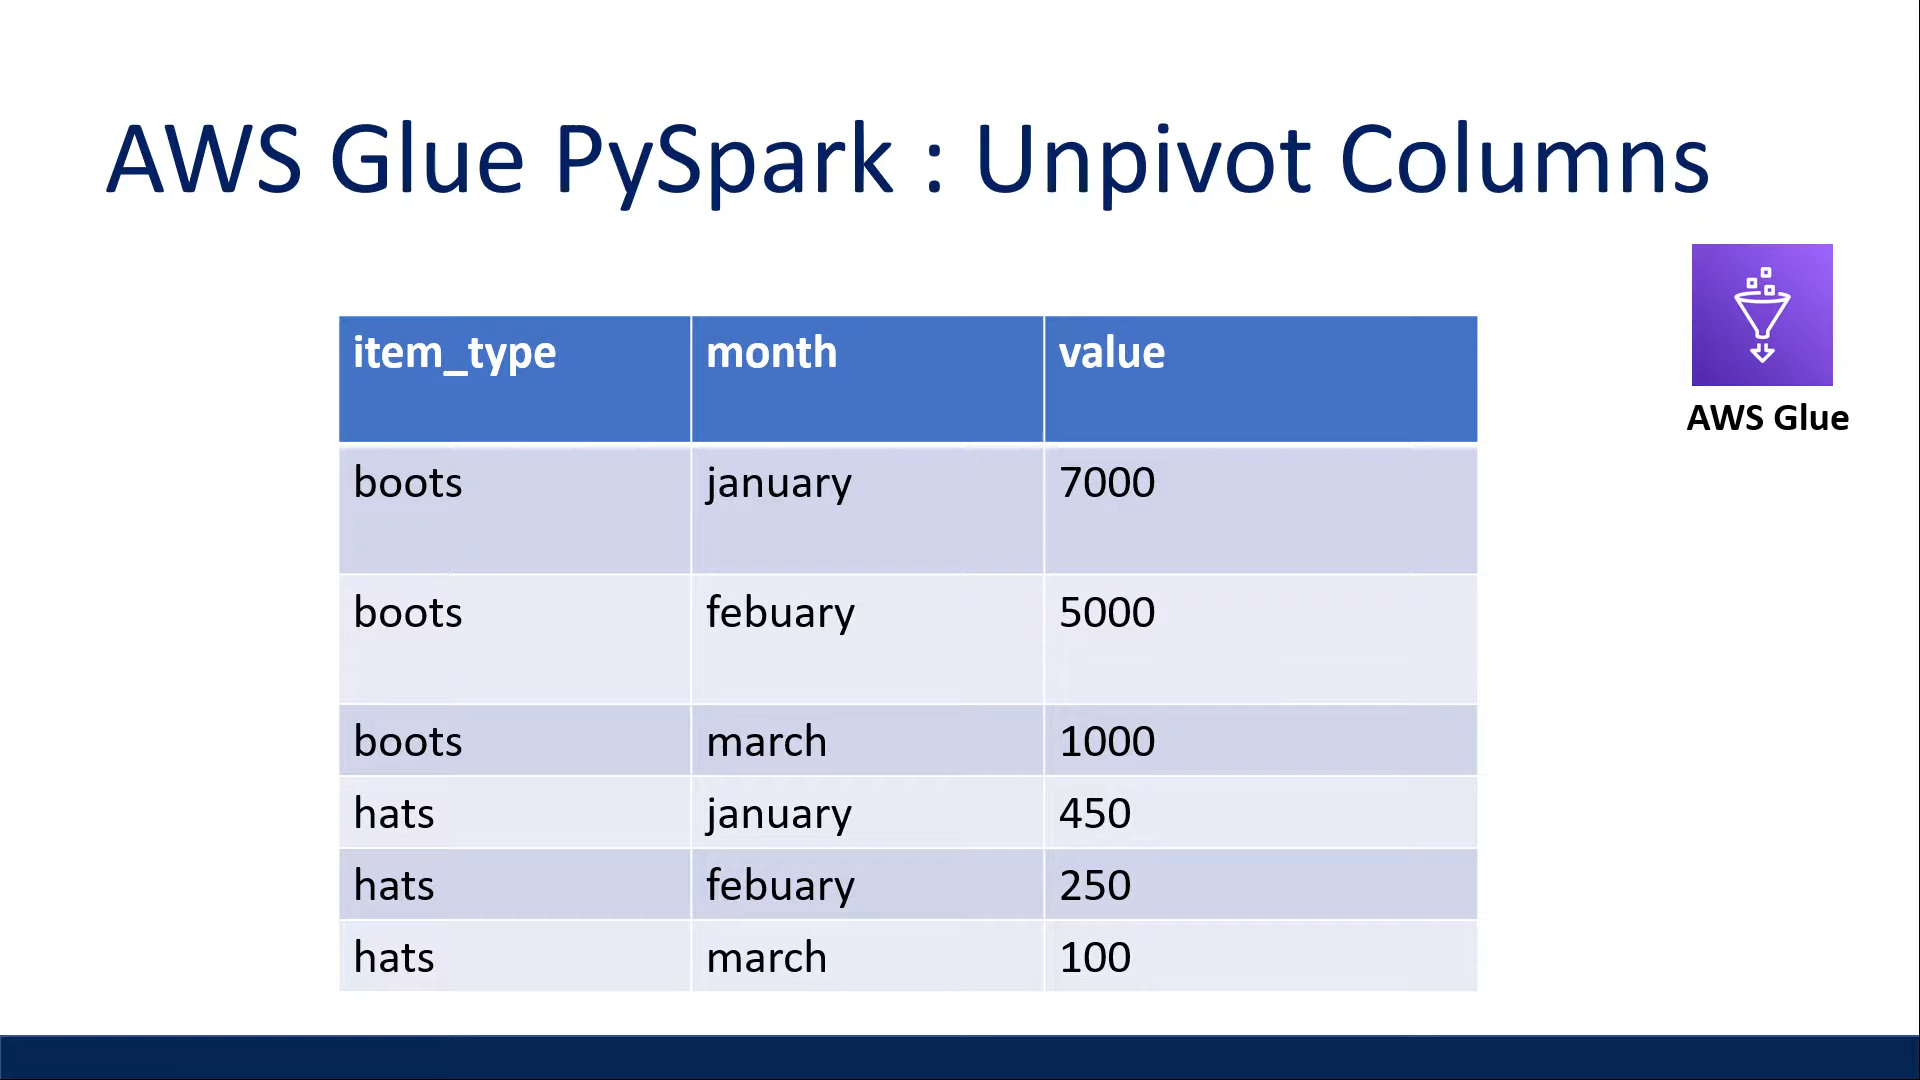 AWS Glue PySpark : Unpivot Columns
AWS Glue
item_type month value
boots january 7000
boots febuary 5000
boots march 1000
hats january 450
hats febuary 250
hats march 100